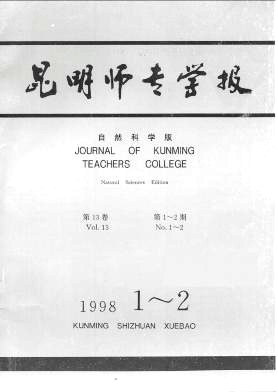 昆明师专学报
自然科学版
JOURNAL OF KUNMING
TEACHERS COLLEGE
Natural Sciences Edition
第13卷 第1～2期
Vol. 13 No. 1～2
1998 1～2
KUNMING SHIZHUAN XUEBAO